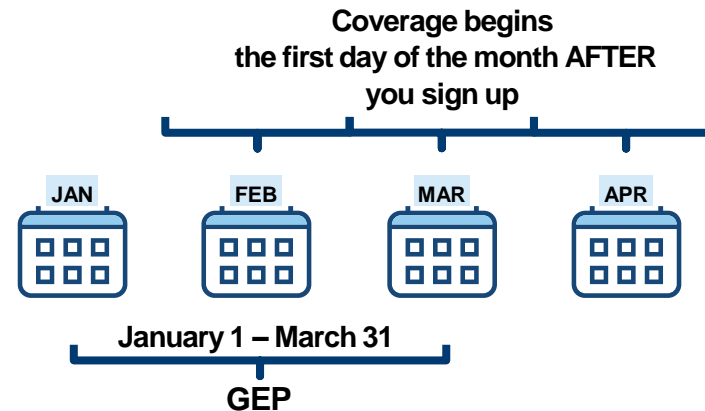 Coverage begins
the first day of the month AFTER
you sign up
JAN
FEB
MAR
APR
January 1 – March 31
GEP